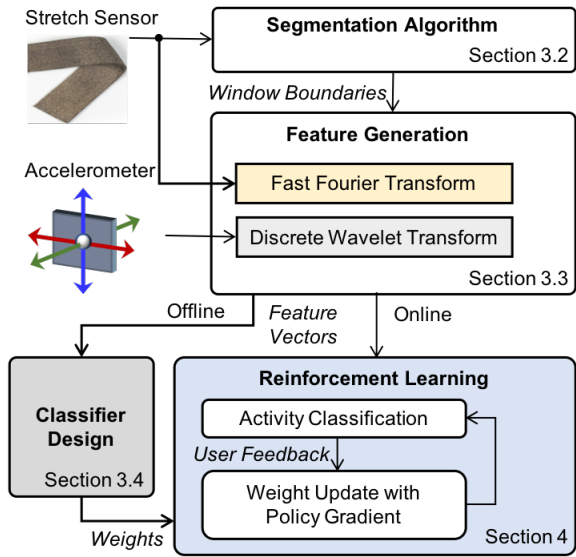 Stretch Sensor
Segmentation Algorithm
Section 3.2
Window Boundaries
Feature Generation
Accelerometer
Fast Fourier Transform
Discrete Wavelet Transform
Section 3.3
Offline
Feature
Vectors
Online
Classifier
Design
Section 3.4
Reinforcement Learning
Activity Classification
User Feedback
Weight Update with
Policy Gradient
Section 4
Weights